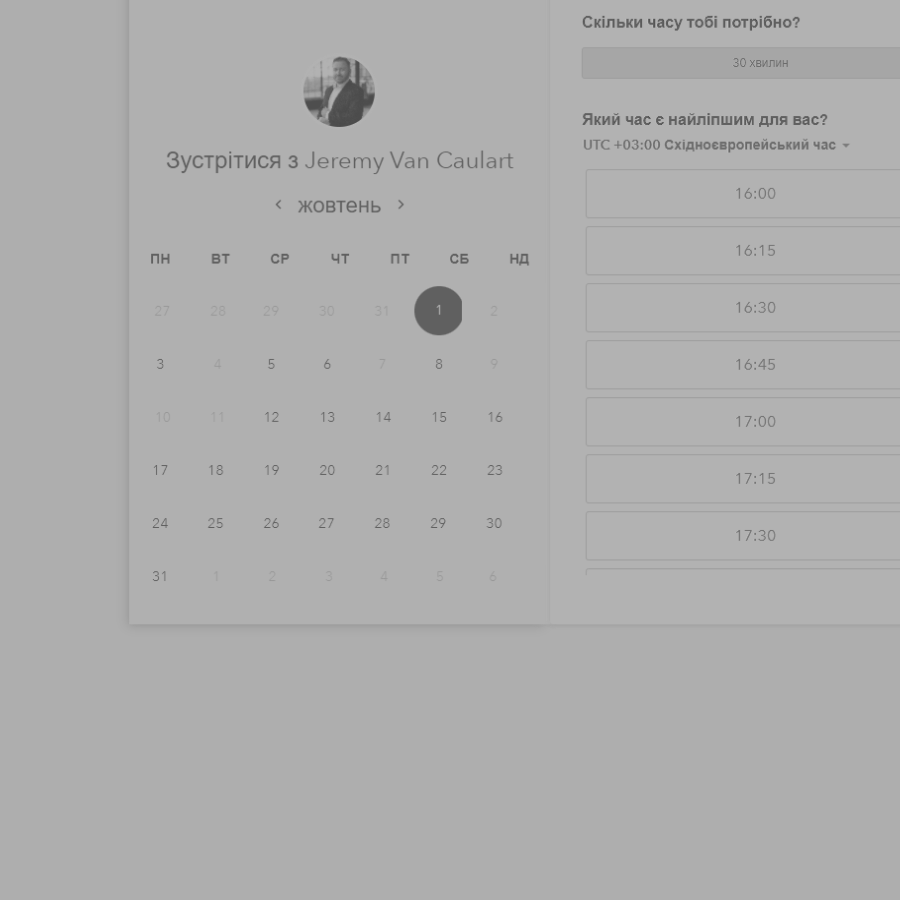 Зустрітися з Jeremy Van Caulart
жовтень
ПН ВТ СР ЧТ ПТ СБ НД
27 28 29 30 31 1 2
3 4 5 6 7 8 9
10 11 12 13 14 15 16
17 18 19 20 21 22 23
24 25 26 27 28 29 30
31 1 2 3 4 5 6
Скільки часу тобі потрібно?
30 хвилин
Який час є найліпшим для вас?
UTC +03:00 Східноєвропейський час
16:00
16:15
16:30
16:45
17:00
17:15
17:30